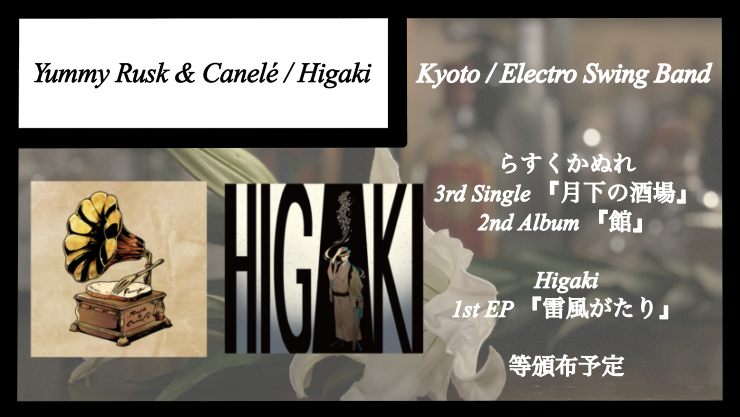 Yummy Rusk & Canelé / Higaki
Kyoto / Electro Swing Band
らすくかぬれ
3rd Single 『月下の酒場』
2nd Album 『館』
HIGAKI
Higaki
1st EP 『雷風がたり』
等頒布予定